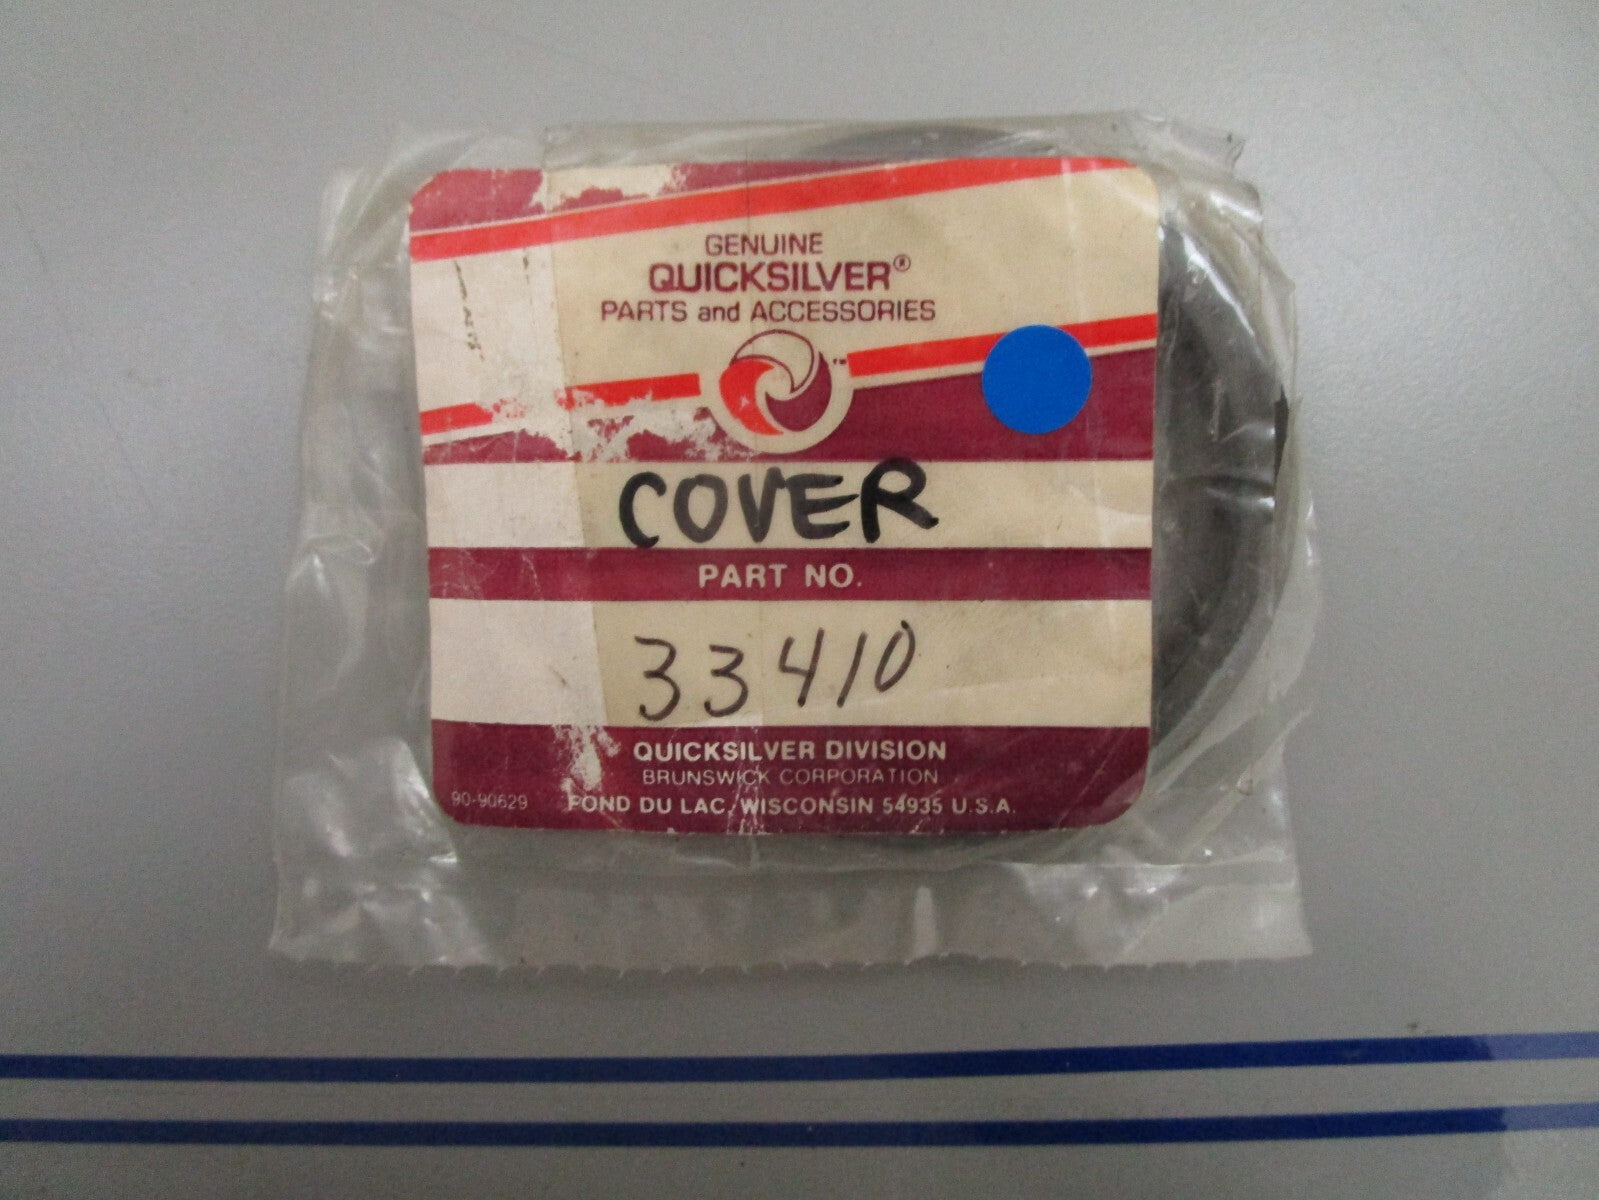 GENUINE
QUICKSILVER®
PARTS and ACCESSORIES
™
COVER
PART NO.
33410
QUICKSILVER DIVISION
BRUNSWICK CORPORATION
90-90629 FOND DU LAC, WISCONSIN 54935 U.S.A.